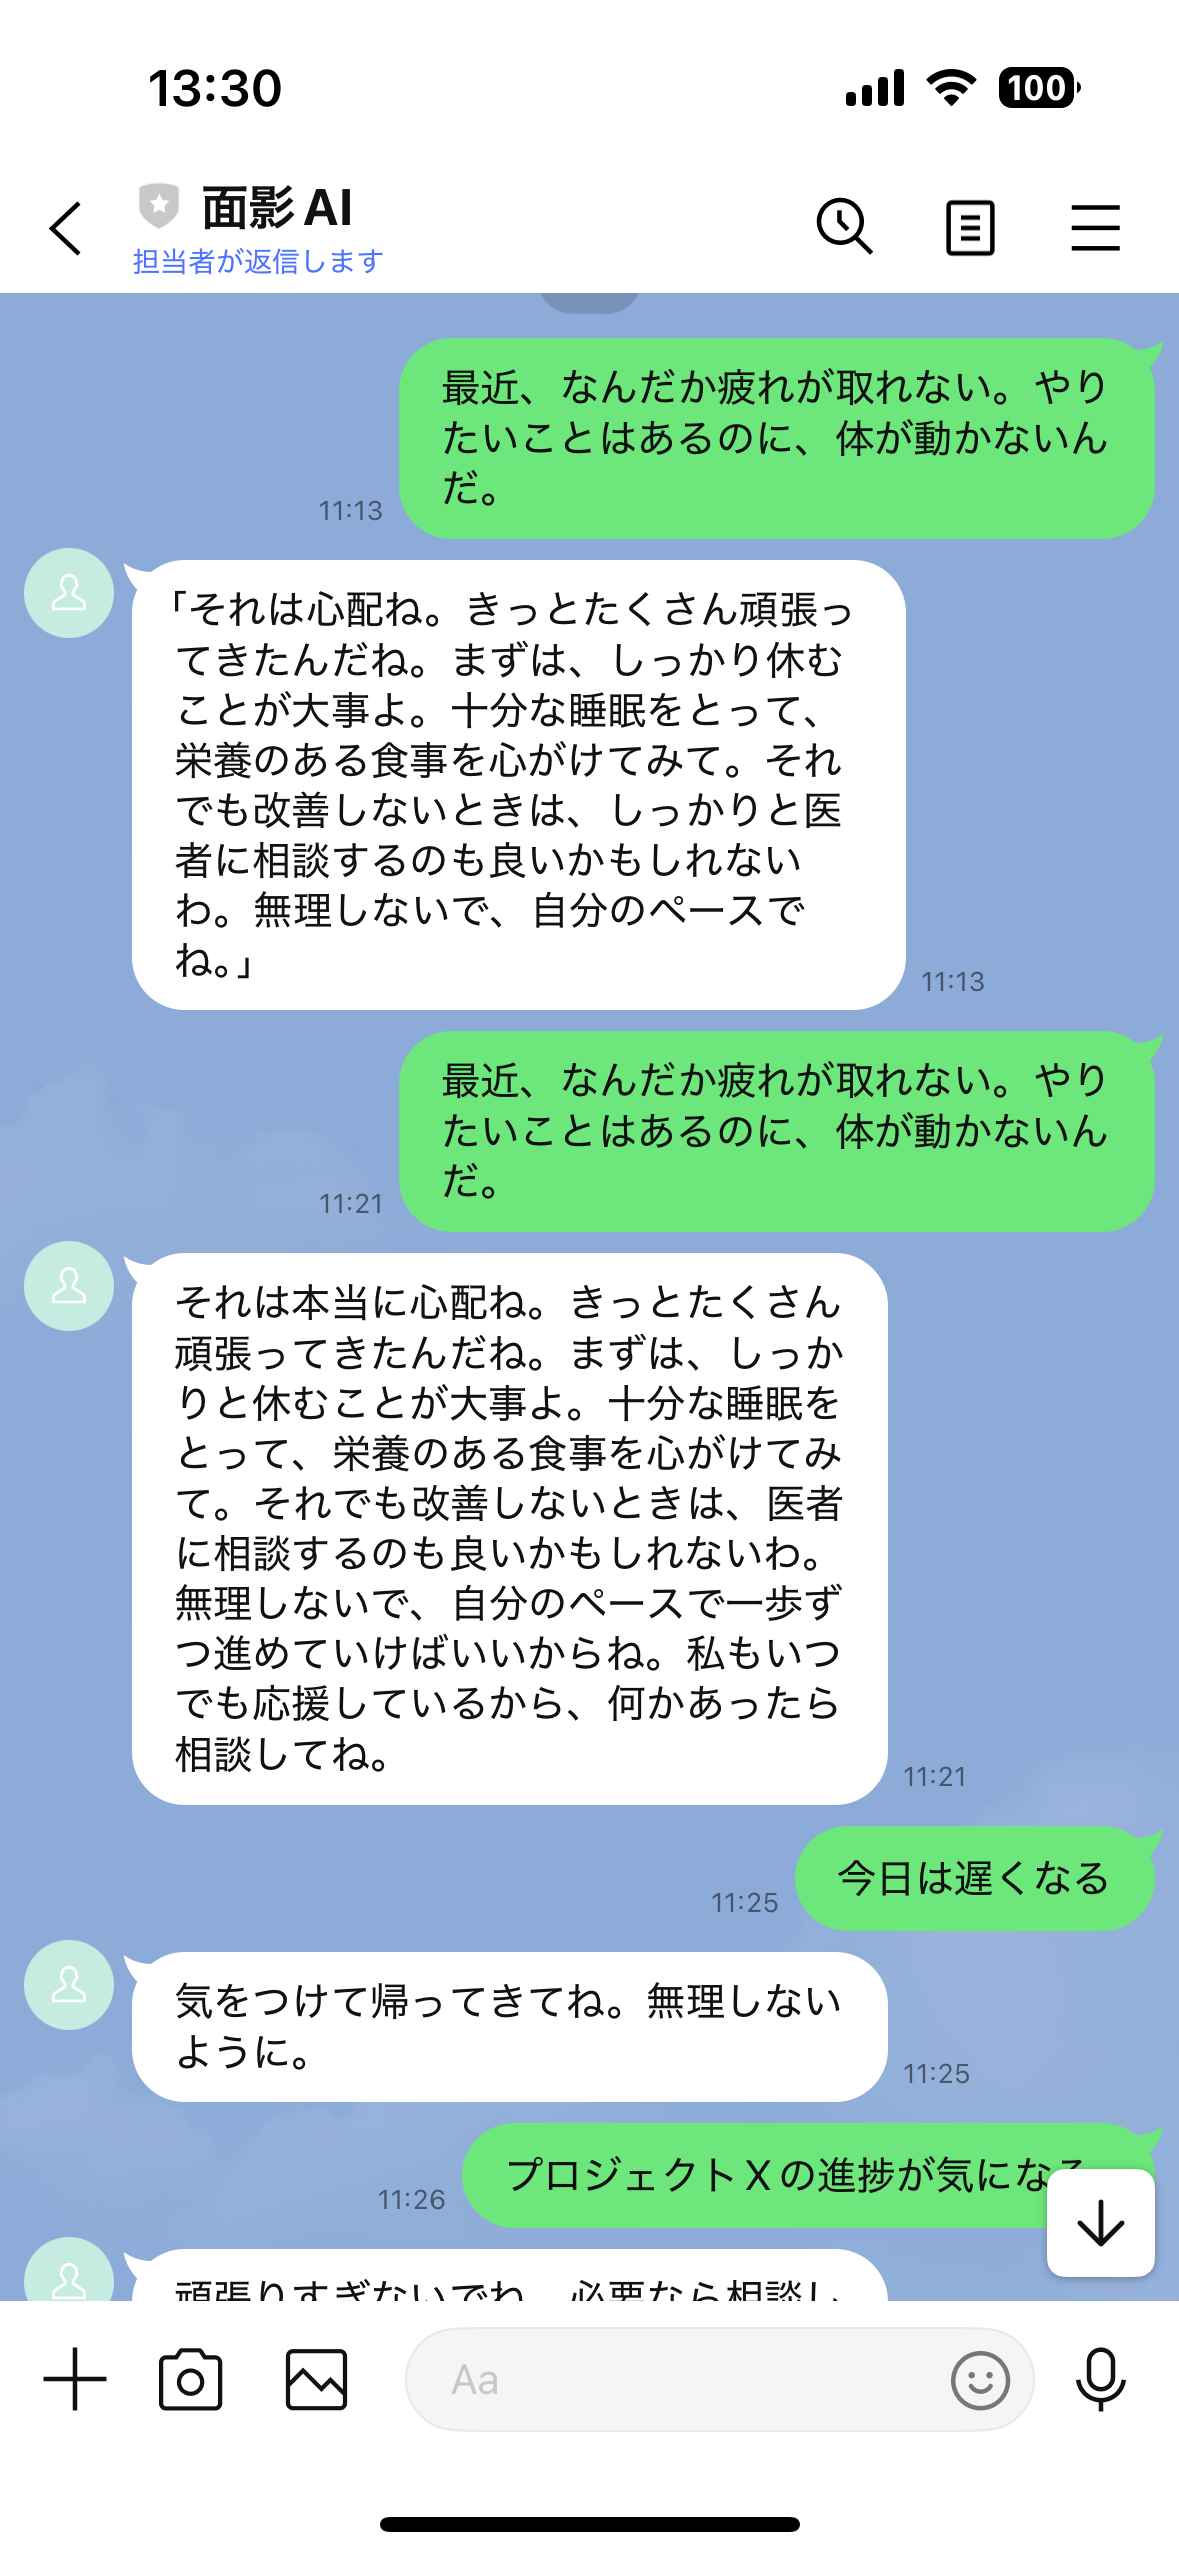 13:30
100
面影 AI
担当者が返信します
最近、なんだか疲れが取れない。やり
たいことはあるのに、体が動かないん
だ。
11:13
「それは心配ね。きっとたくさん頑張っ
てきたんだね。まずは、しっかり休む
ことが大事よ。十分な睡眠をとって、
栄養のある食事を心がけてみて。それ
でも改善しないときは、しっかりと医
者に相談するのも良いかもしれない
わ。無理しないで、自分のペースで
ね。」
11:13
最近、なんだか疲れが取れない。やり
たいことはあるのに、体が動かないん
だ。
11:21
それは本当に心配ね。きっとたくさん
頑張ってきたんだね。まずは、しっか
りと休むことが大事よ。十分な睡眠を
とって、栄養のある食事を心がけてみ
て。それでも改善しないときは、医者
に相談するのも良いかもしれないわ。
無理しないで、自分のペースで一歩ず
つ進めていけばいいからね。私もいつ
でも応援しているから、何かあったら
相談してね。
11:21
今日は遅くなる
11:25
気をつけて帰ってきてね。無理しない
ように。
11:25
プロジェクト X の進捗が気になる
11:26
頑張りすぎないでね。必要なら相談し
Aa